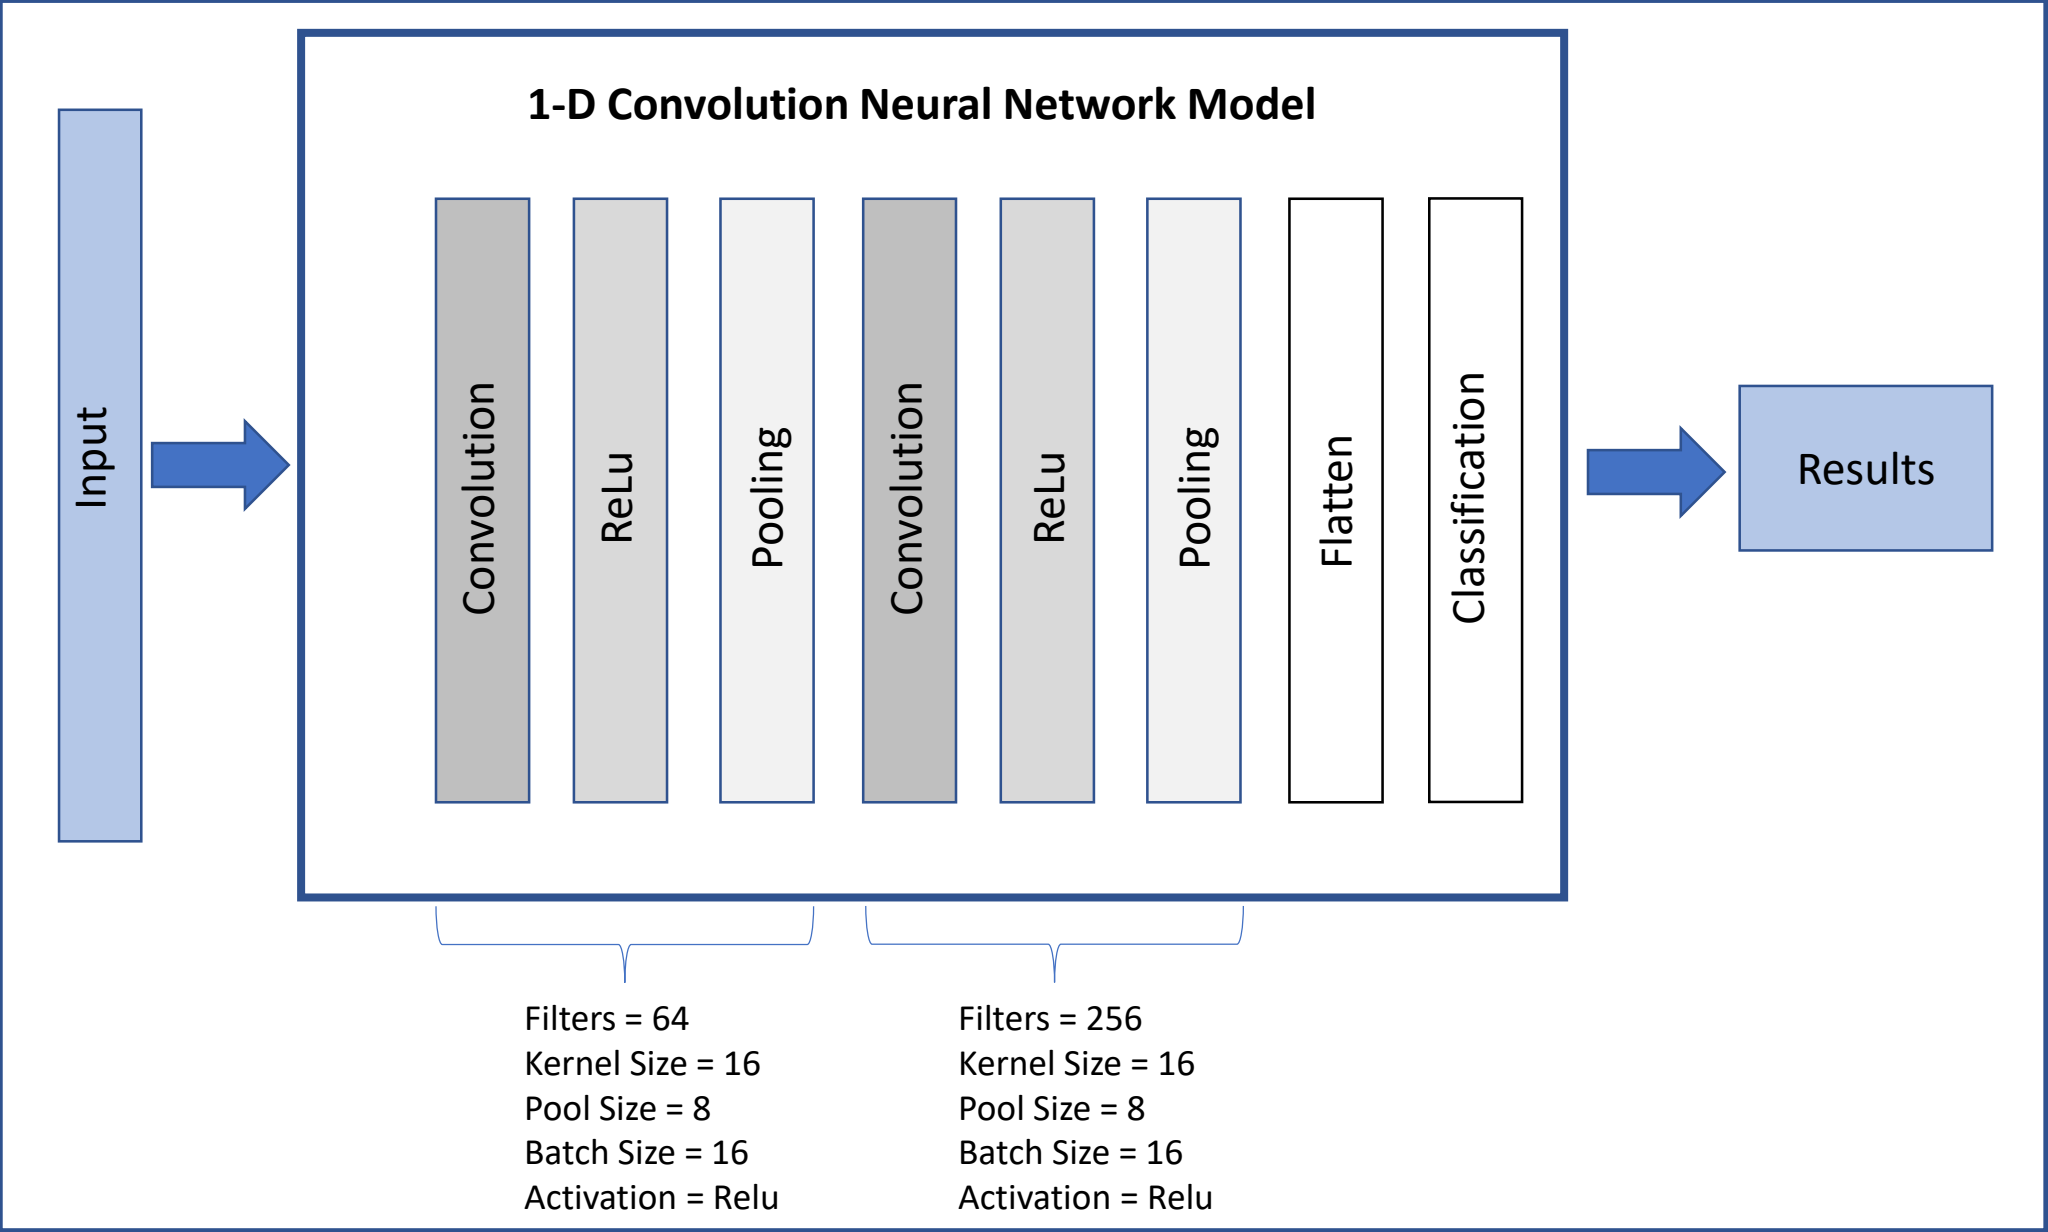 1-D Convolution Neural Network Model
Input
Convolution
ReLu
Pooling
Convolution
ReLu
Pooling
Flatten
Classification
Results
Filters = 64
Kernel Size = 16
Pool Size = 8
Batch Size = 16
Activation = Relu
Filters = 256
Kernel Size = 16
Pool Size = 8
Batch Size = 16
Activation = Relu